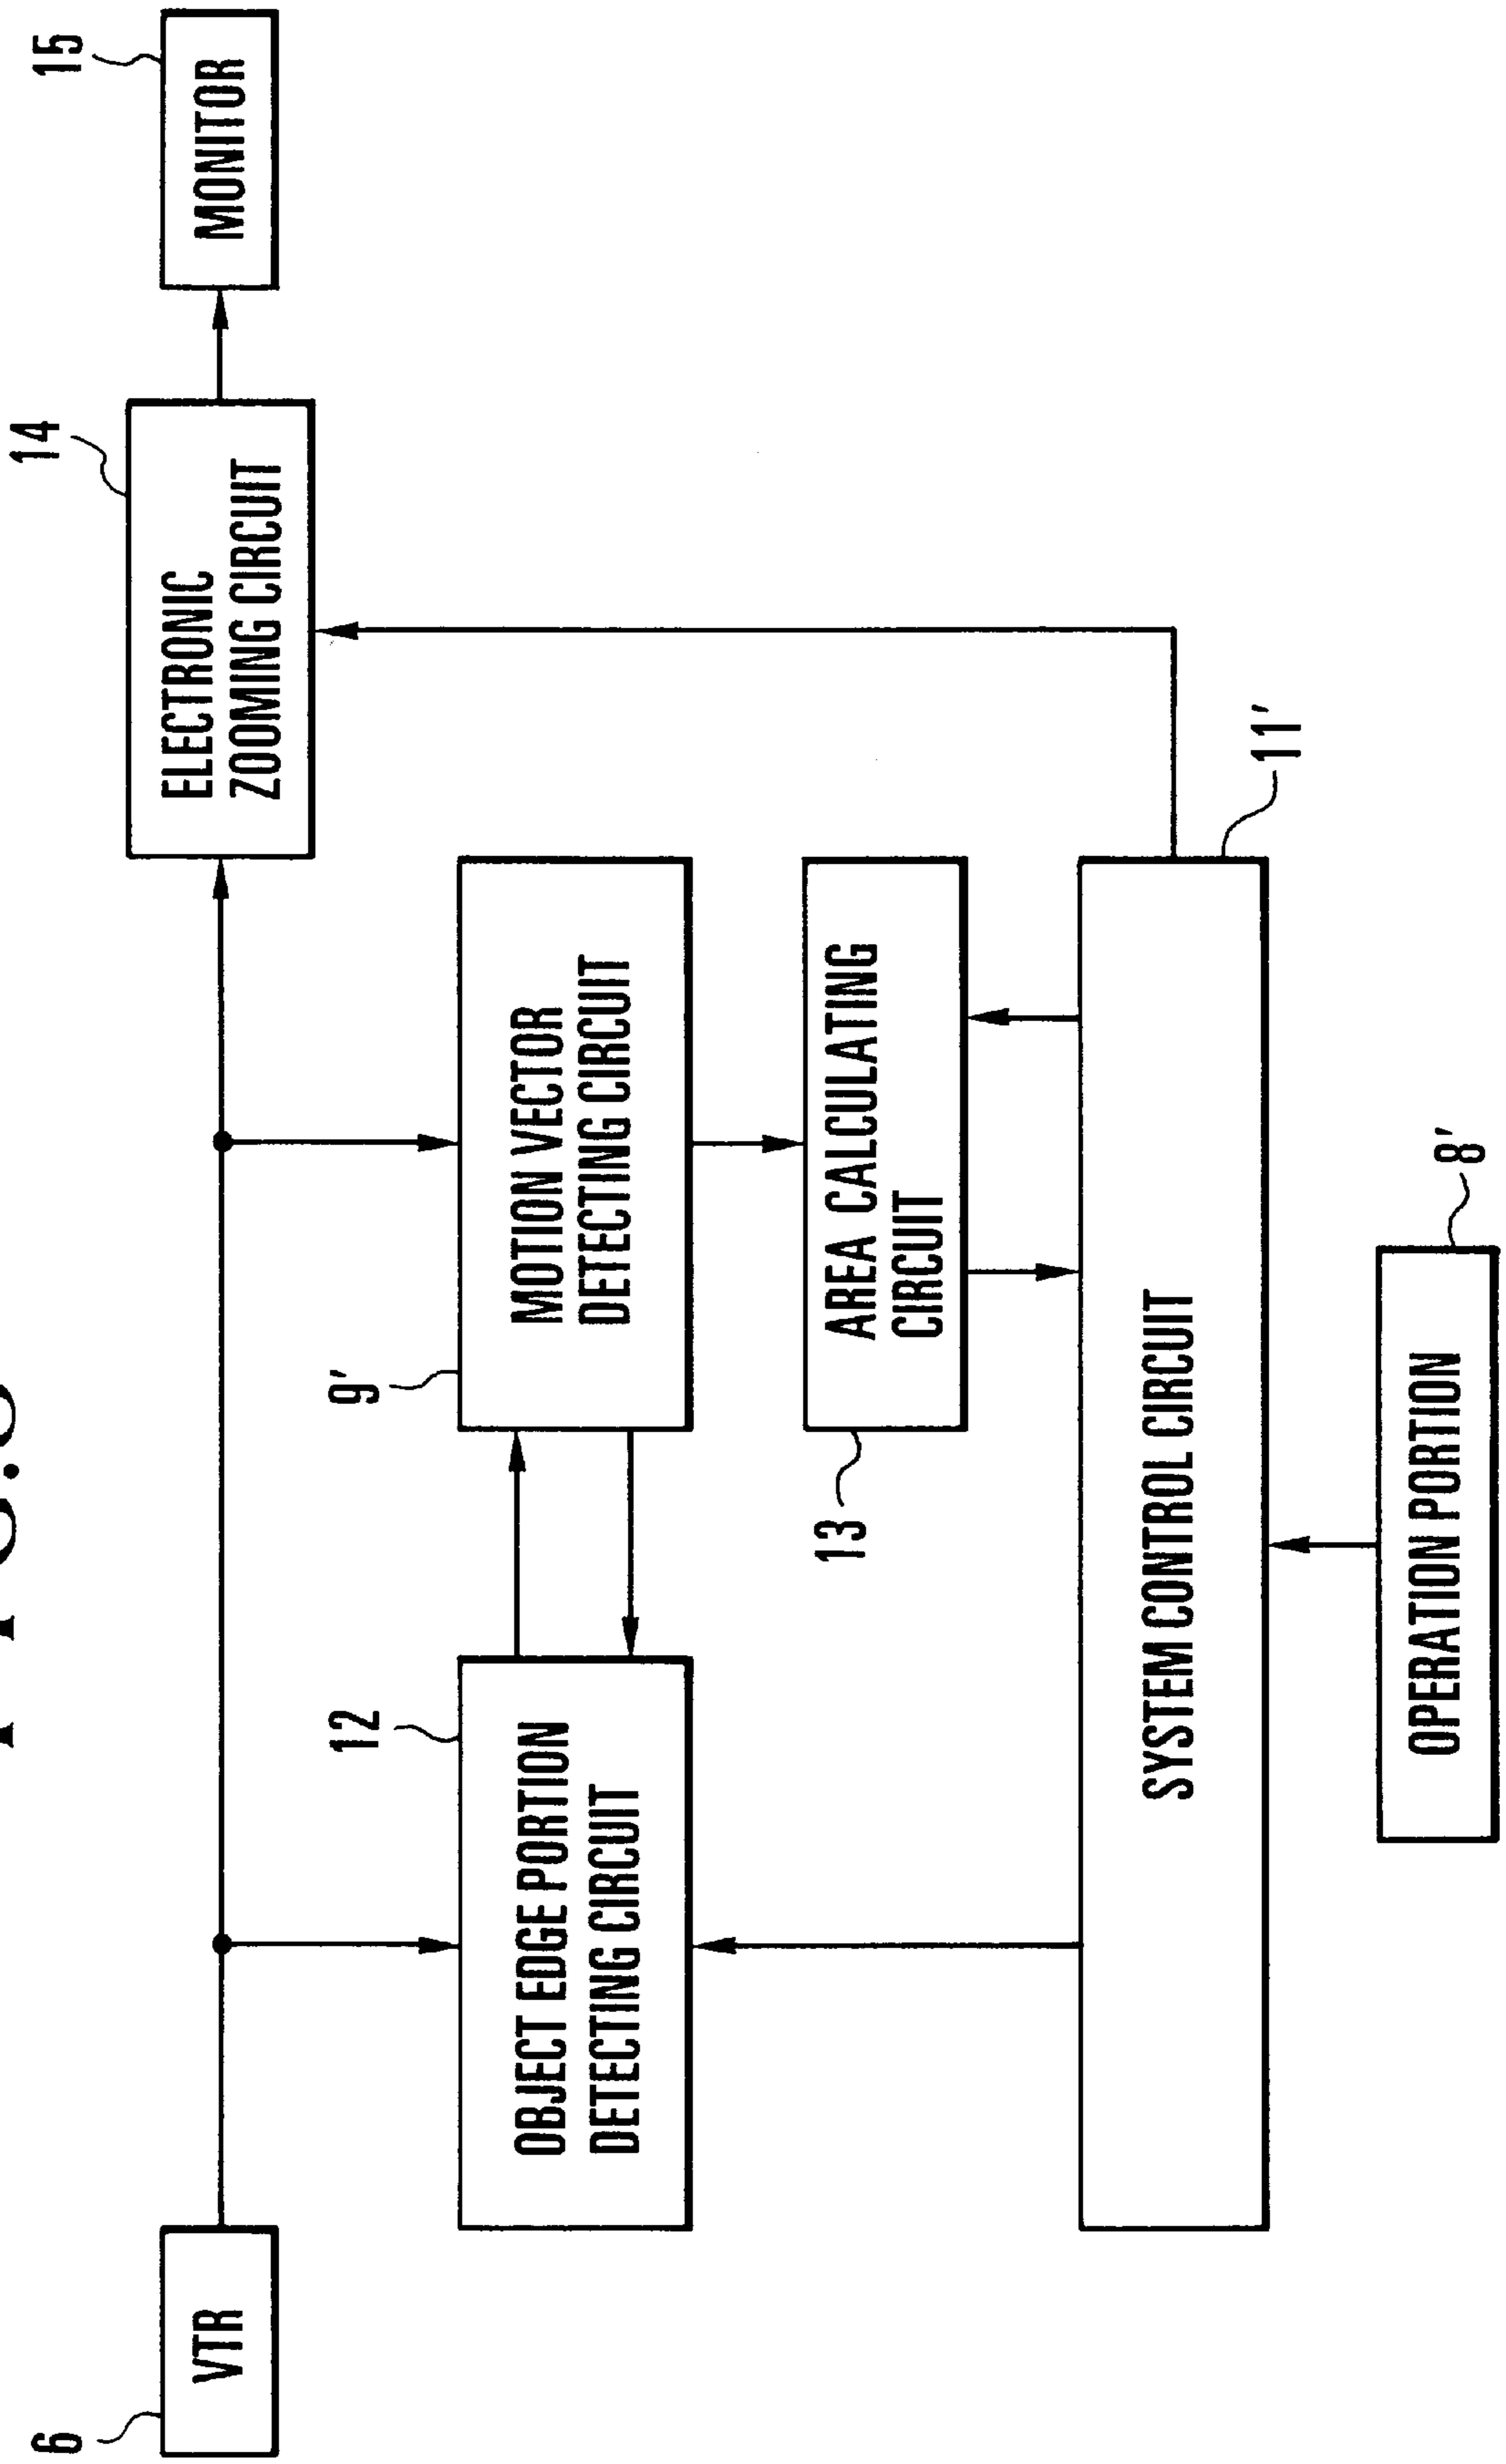 6
VTR
14
ELECTRONIC
ZOOMING CIRCUIT
15
MONITOR
12
OBJECT EDGE PORTION
DETECTING CIRCUIT
9′
MOTION VECTOR
DETECTING CIRCUIT
13
AREA CALCULATING
CIRCUIT
SYSTEM CONTROL CIRCUIT
11′
OPERATION PORTION
8′